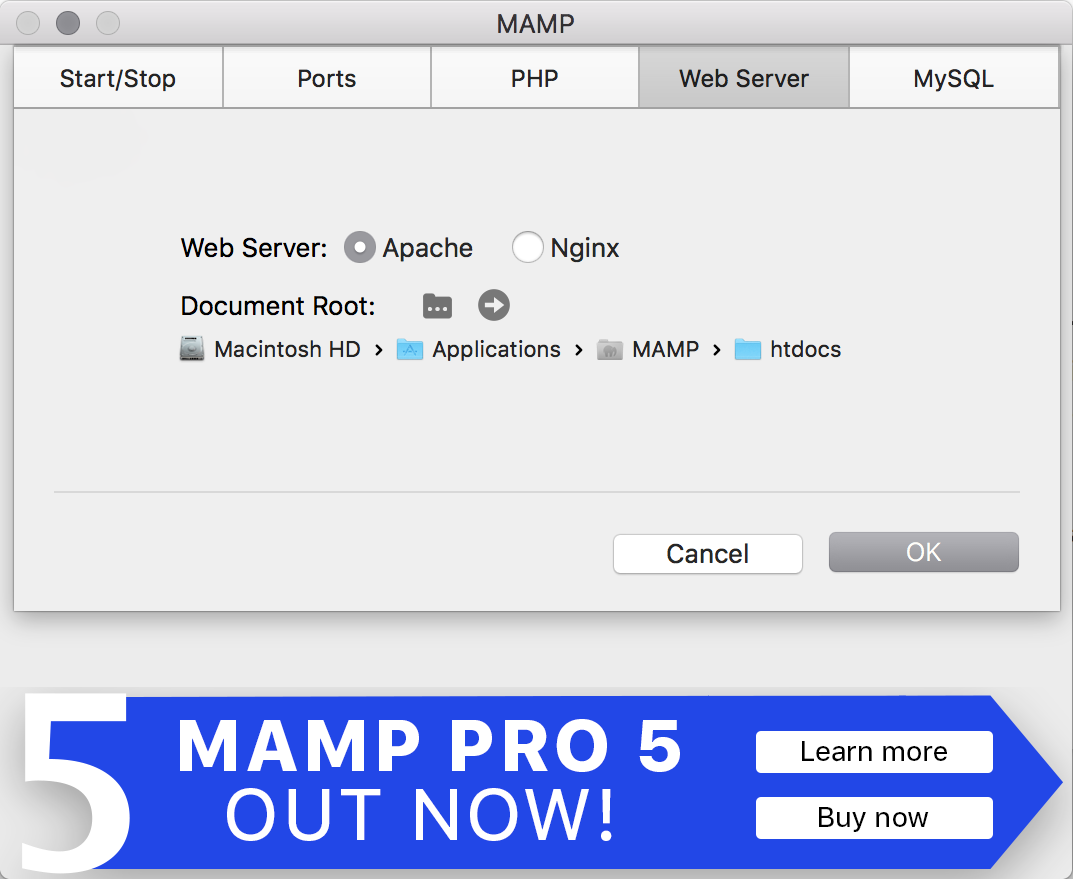 MAMP
Start/Stop Ports PHP Web Server MySQL
Web Server: Apache Nginx
Document Root:
Macintosh HD › Applications › MAMP › htdocs
Cancel OK
5
MAMP PRO 5
OUT NOW!
Learn more
Buy now